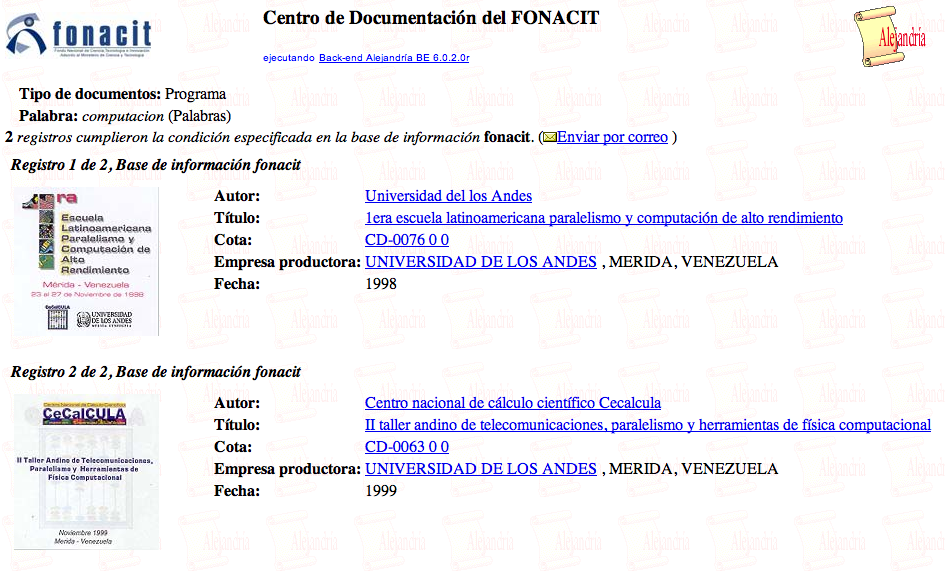 fonacit
Fondo Nacional de Ciencia, Tecnología e Innovación
Adscrito al Ministerio de Ciencia y Tecnología
Centro de Documentación del FONACIT
ejecutando Back-end Alejandría BE 6.0.2.0r
Alejandría
Tipo de documentos: Programa
Palabra: computacion (Palabras)
2 registros cumplieron la condición especificada en la base de información fonacit. (Enviar por correo )
Registro 1 de 2, Base de información fonacit
1ra
Escuela
Latinoamericana
Paralelismo y
Computación de
Alto
Rendimiento
Mérida - Venezuela
23 al 27 de Noviembre de 1998
CeCalCULA
UNIVERSIDAD
DE LOS ANDES
MERIDA VENEZUELA
Autor: Universidad del los Andes
Título: 1era escuela latinoamericana paralelismo y computación de alto rendimiento
Cota: CD-0076 0 0
Empresa productora: UNIVERSIDAD DE LOS ANDES , MERIDA, VENEZUELA
Fecha: 1998
Registro 2 de 2, Base de información fonacit
Centro Nacional de Cálculo Científico
CeCalCULA
II Taller Andino de Telecomunicaciones,
Paralelismo y Herramientas de
Física Computacional
Noviembre 1999
Merida - Venezuela
Autor: Centro nacional de cálculo científico Cecalcula
Título: II taller andino de telecomunicaciones, paralelismo y herramientas de física computacional
Cota: CD-0063 0 0
Empresa productora: UNIVERSIDAD DE LOS ANDES , MERIDA, VENEZUELA
Fecha: 1999